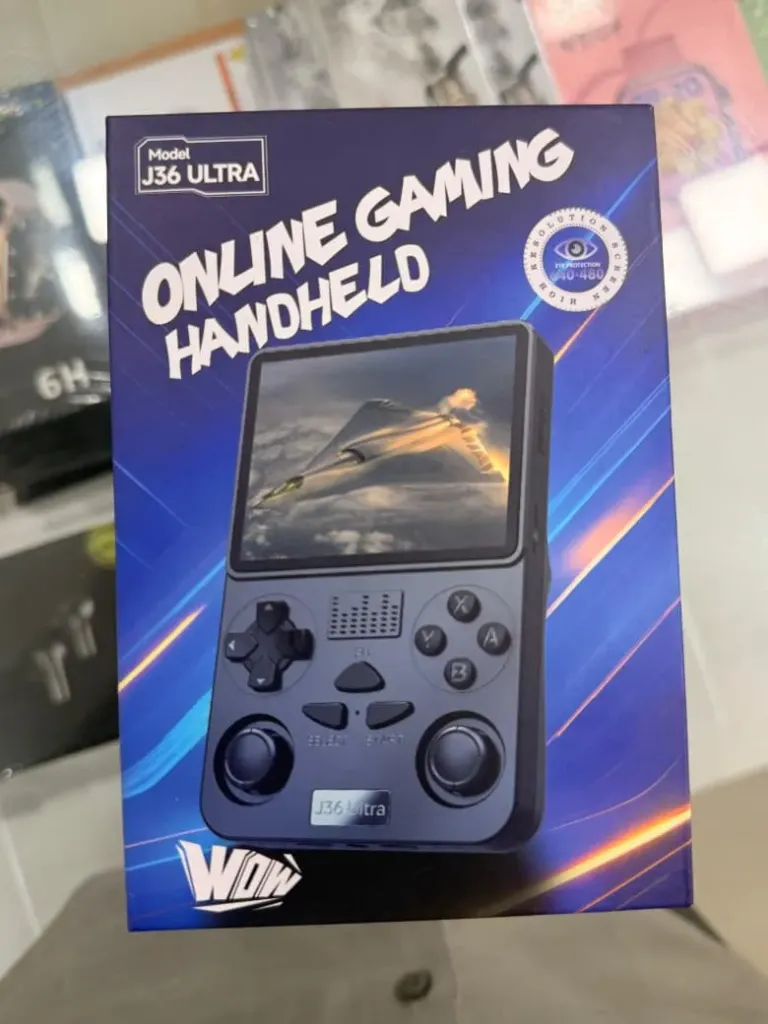 Model
J36 ULTRA
ONLINE GAMING
HANDHELD
HIGH RESOLUTION SCREEN
EYE PROTECTION
640*480
X
Y
A
B
SELECT START
J36 Ultra
WOW
6H